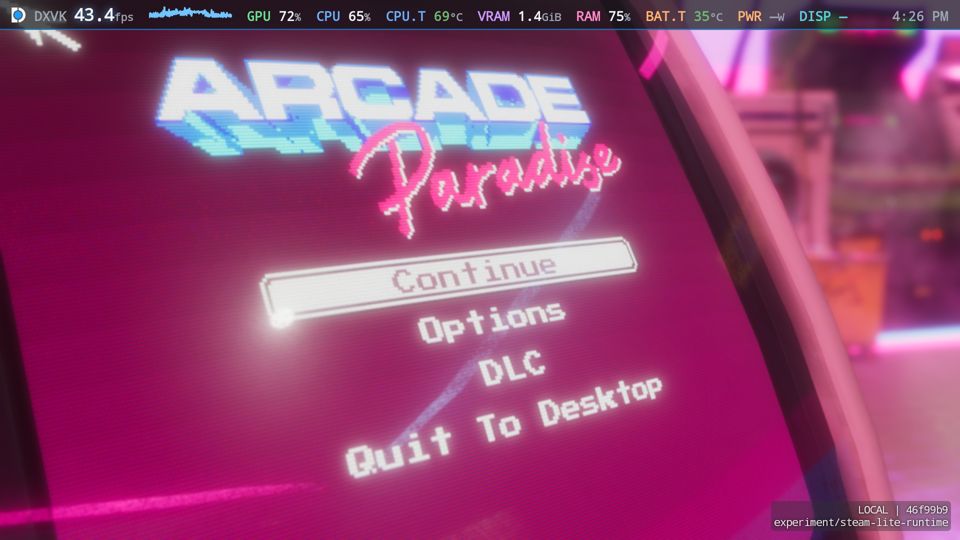 DXVK 43.4fps GPU 72% CPU 65% CPU.T 69°C VRAM 1.4GiB RAM 75% BAT.T 35°C PWR —W DISP — 4:26 PM
ARCADE
Paradise
Continue
Options
DLC
Quit To Desktop
LOCAL | 46f99b9
experiment/steam-lite-runtime